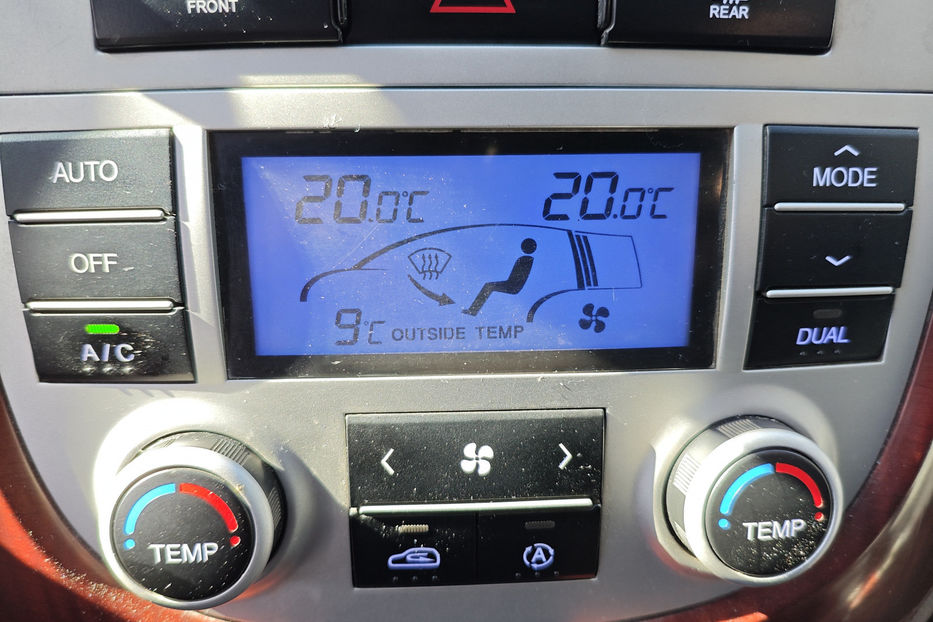 FRONT
REAR
AUTO
OFF
A/C
20.0°C
20.0°C
9°C OUTSIDE TEMP
MODE
DUAL
TEMP
A
TEMP